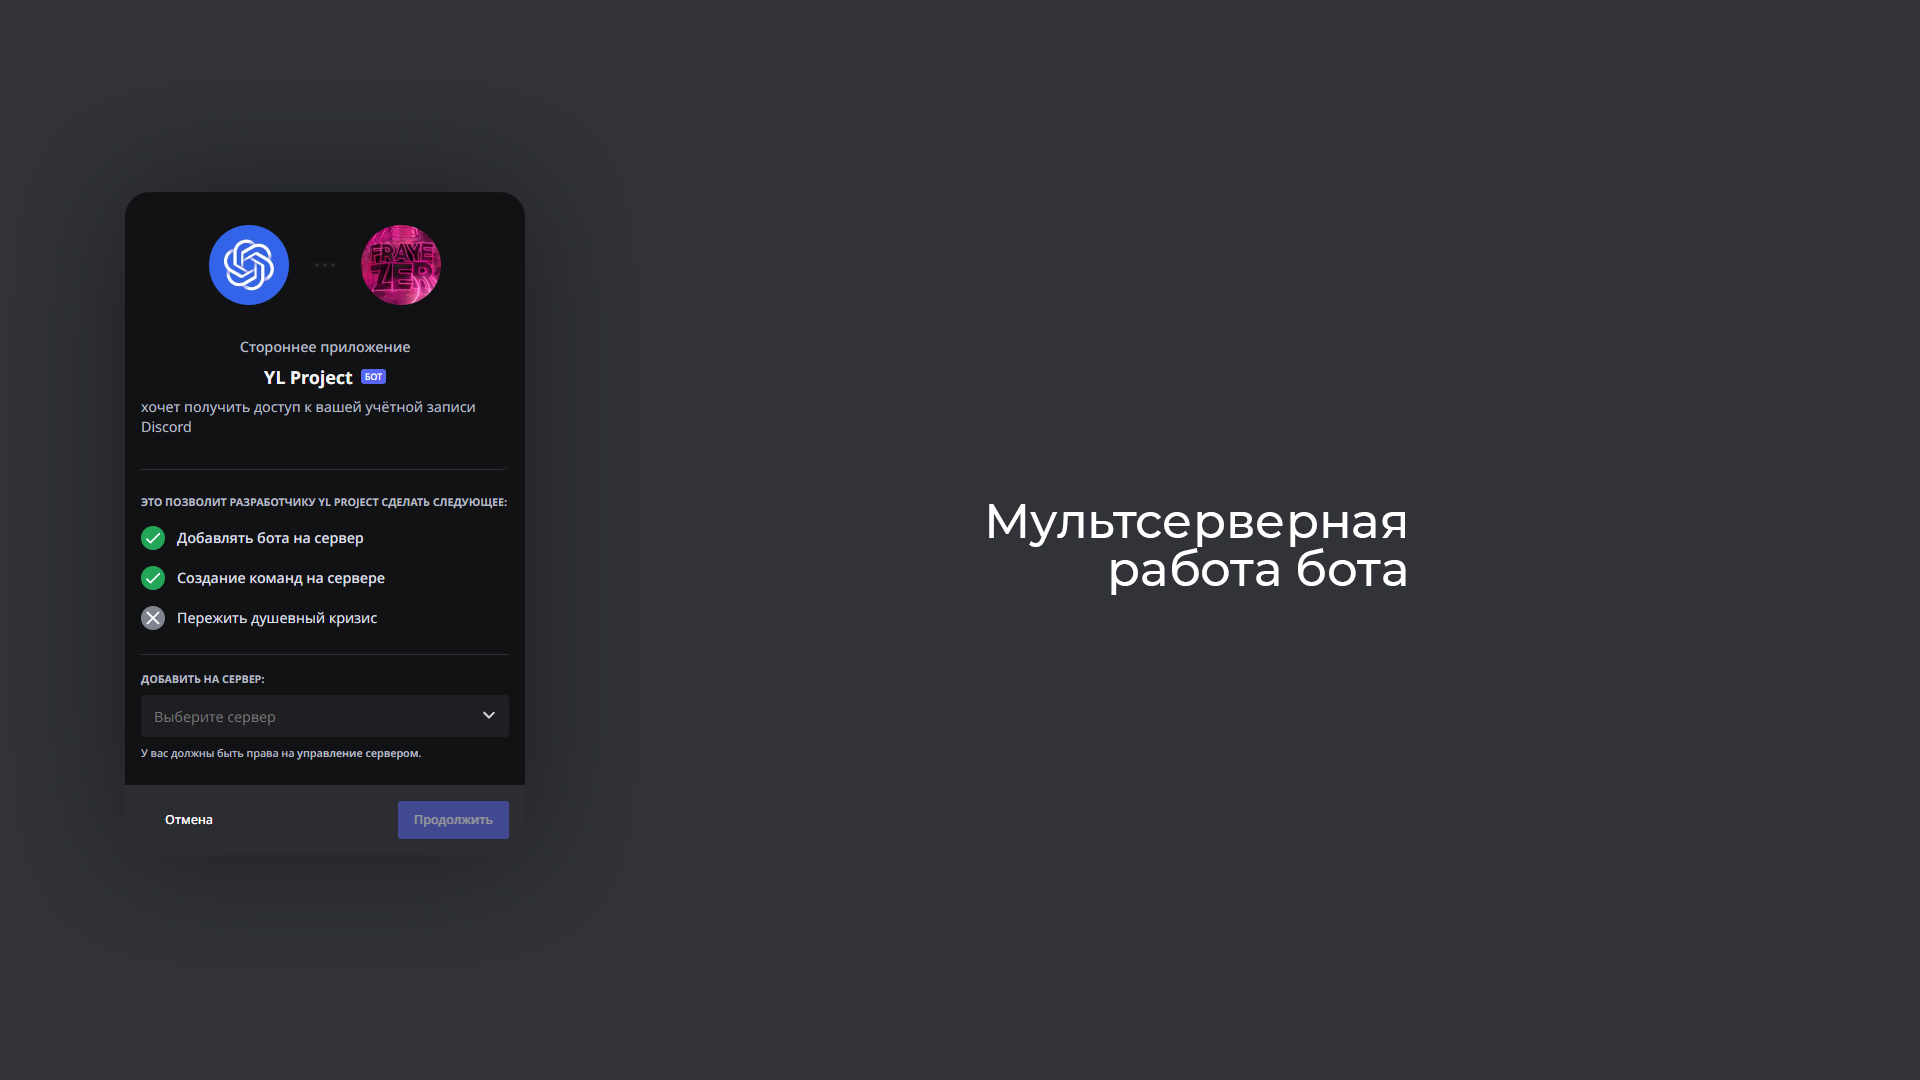 FRAYE
ZER
Стороннее приложение
YL Project БОТ
хочет получить доступ к вашей учётной записи
Discord
ЭТО ПОЗВОЛИТ РАЗРАБОТЧИКУ YL PROJECT СДЕЛАТЬ СЛЕДУЮЩЕЕ:
Добавлять бота на сервер
Создание команд на сервере
Пережить душевный кризис
ДОБАВИТЬ НА СЕРВЕР:
Выберите сервер
У вас должны быть права на управление сервером.
Отмена
Продолжить
Мультсерверная
работа бота